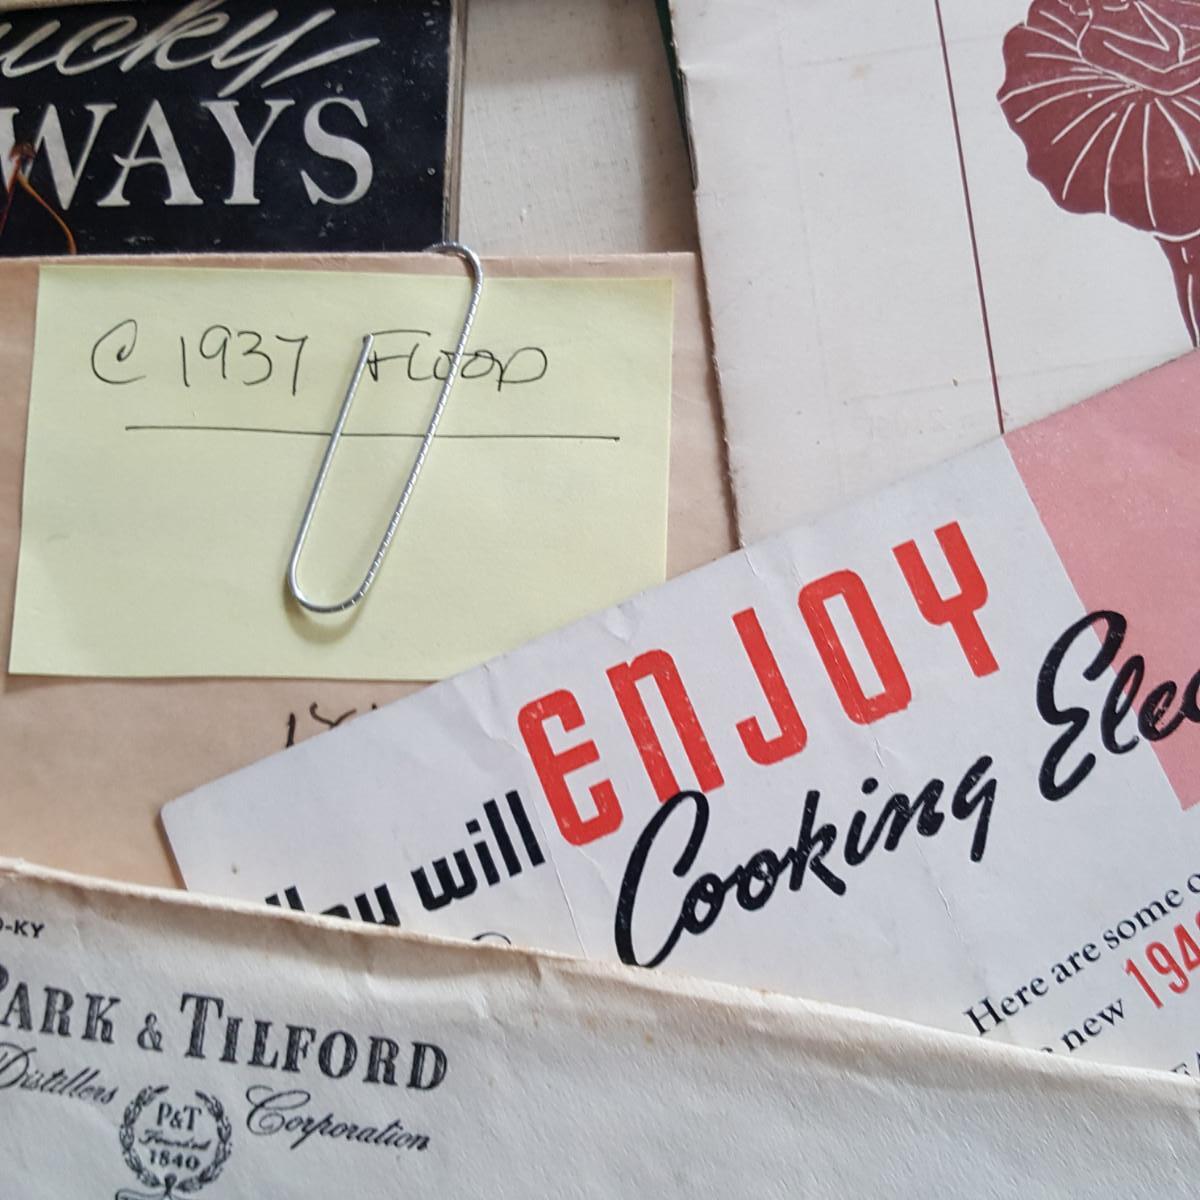 ucky
WAYS
C 1937 FLOOD
You will ENJOY
Cooking Elec
Here are some o
new 194
-KY
PARK & TILFORD
Distillers Corporation
P&T
Founded
1840